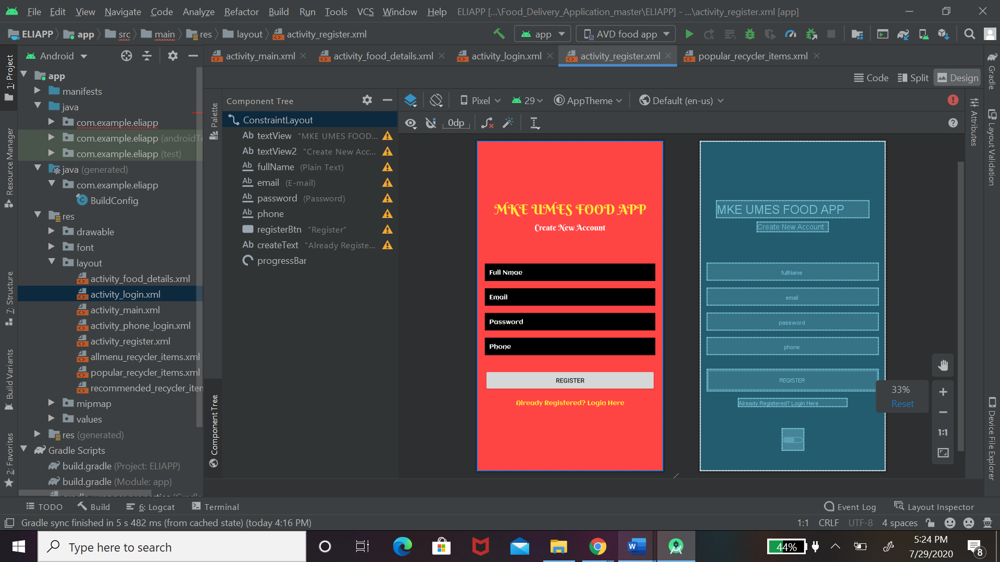 File Edit View Navigate Code Analyze Refactor Build Run Tools VCS Window Help ELIAPP [...\Food_Delivery_Application_master\ELIAPP] - ...\activity_register.xml [app]
ELIAPP app src main res layout activity_register.xml app AVD food app
Android activity_main.xml activity_food_details.xml activity_login.xml activity_register.xml popular_recycler_items.xml
Code Split Design
1: Project
Resource Manager
7: Structure
Build Variants
2: Favorites
app
manifests
java
com.example.eliapp
com.example.eliapp (androidTe
com.example.eliapp (test)
java (generated)
com.example.eliapp
BuildConfig
res
drawable
font
layout
activity_food_details.xml
activity_login.xml
activity_main.xml
activity_phone_login.xml
activity_register.xml
allmenu_recycler_items.xml
popular_recycler_items.xml
recommended_recycler_iten
mipmap
values
res (generated)
Gradle Scripts
build.gradle (Project: ELIAPP)
build.gradle (Module: app)
Palette
Component Tree
Component Tree
ConstraintLayout
Ab textView "MKE UMES FOOD...
Ab textView2 "Create New Acc...
Ab fullName (Plain Text)
Ab email (E-mail)
Ab password (Password)
Ab phone
registerBtn "Register"
Ab createText "Already Registe...
progressBar
Pixel 29 AppTheme Default (en-us)
0dp
MKE UMES FOOD APP
Create New Account
Full Nmae
Email
Password
Phone
REGISTER
Already Registered? Login Here
MKE UMES FOOD APP
Create New Account
fullName
email
password
phone
REGISTER
Already Registered? Login Here
33%
Reset
1:1
Gradle
Layout Validation
Attributes
Device File Explorer
TODO Build 6: Logcat Terminal Event Log Layout Inspector
Gradle sync finished in 5 s 482 ms (from cached state) (today 4:16 PM) 1:1 CRLF UTF-8 4 spaces
Type here to search
44%
5:24 PM
7/29/2020
8